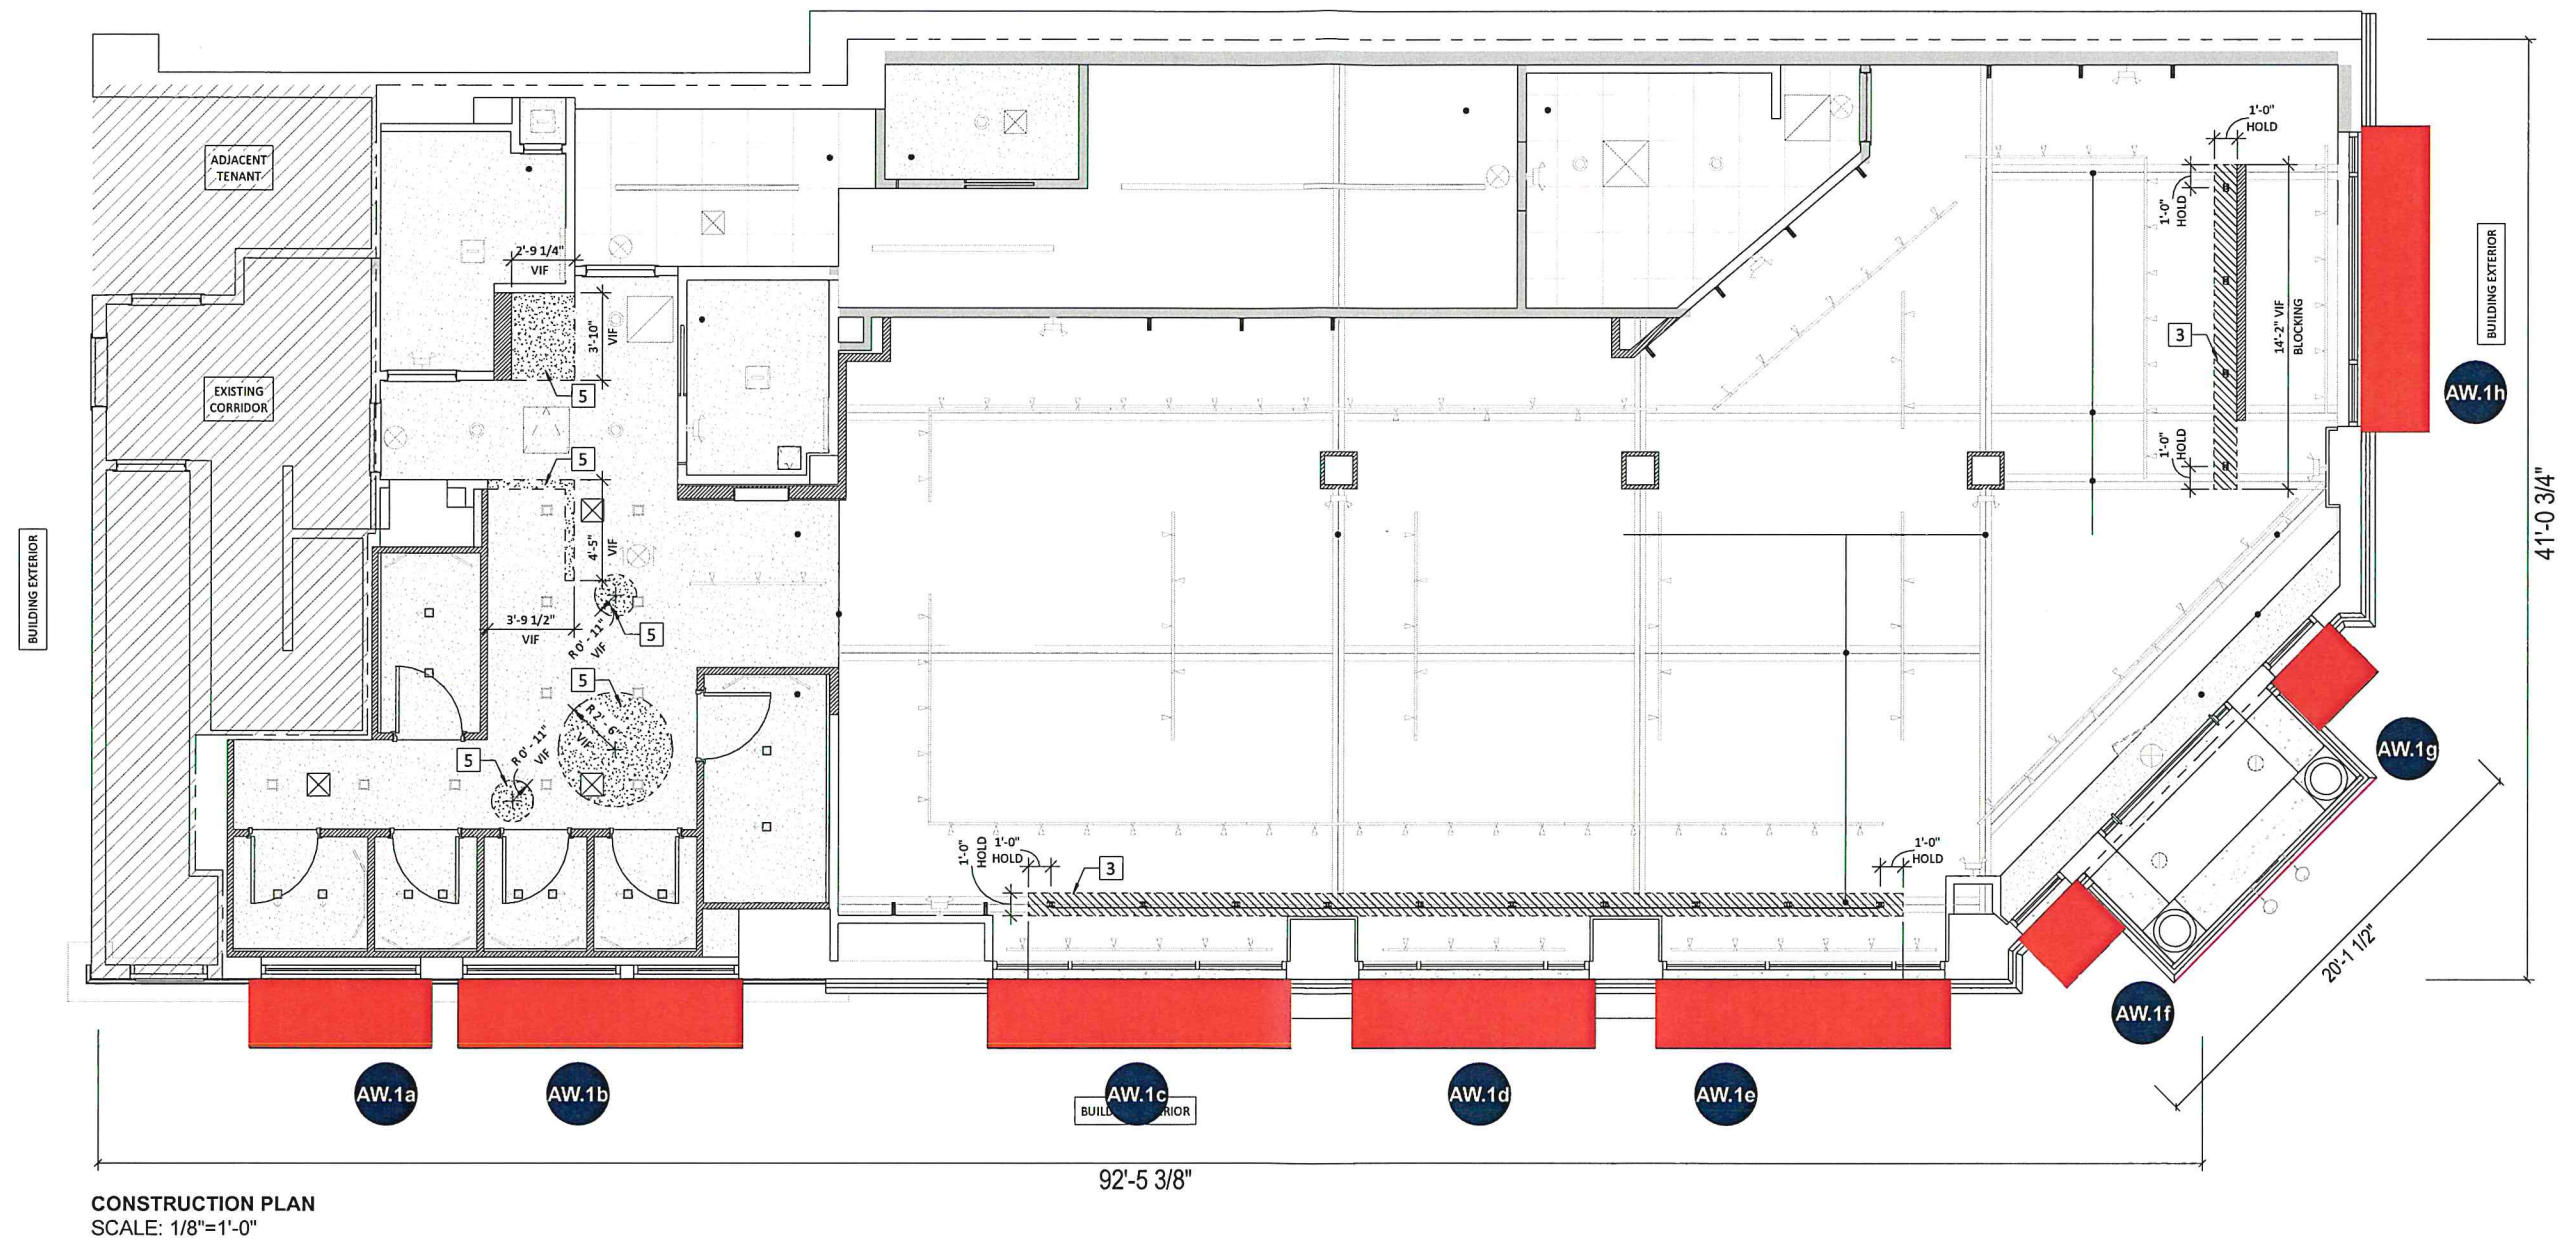 1'-0"
HOLD
ADJACENT
TENANT
1'-0"
HOLD
BUILDING EXTERIOR
2'-9 1/4"
VIF
3'-10"
VIF
14'-2" VIF
BLOCKING
3
AW.1h
EXISTING
CORRIDOR
5
5
1'-0"
HOLD
41'-0 3/4"
BUILDING EXTERIOR
4'-5"
VIF
3'-9 1/2"
VIF
R 0' - 11"
VIF
5
5
R 2' - 6"
VIF
R 0' - 11"
VIF
5
AW.1g
1'-0"
HOLD
1'-0"
HOLD
3
1'-0"
HOLD
20'-1 1/2"
AW.1f
AW.1a
AW.1b
AW.1c
AW.1d
AW.1e
BUILD RIOR
92'-5 3/8"
CONSTRUCTION PLAN
SCALE: 1/8"=1'-0"